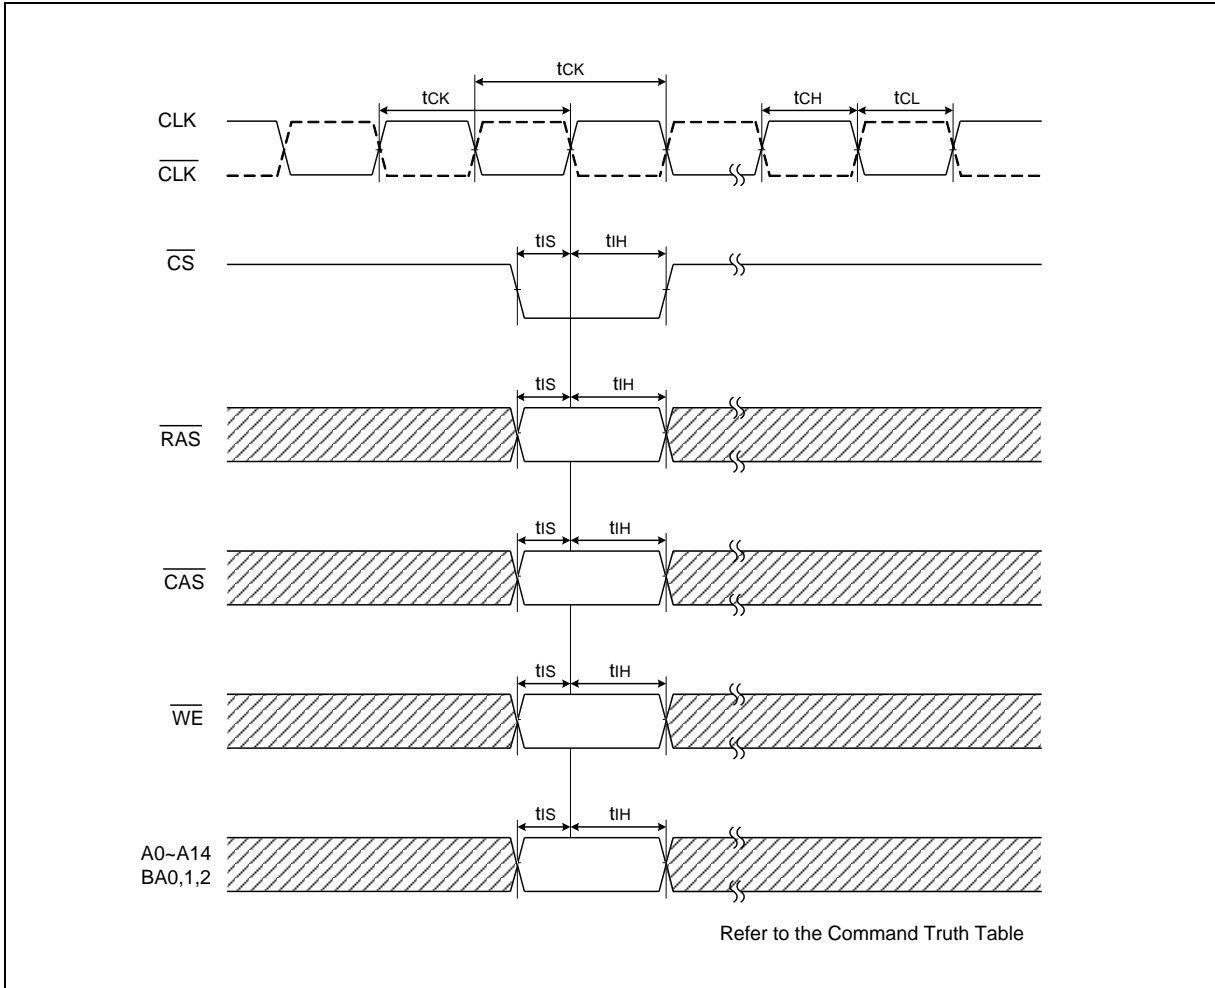 tCK
tCK
tCH
tCL
CLK
CLK
tIS
tIH
CS
tIS
tIH
RAS
tIS
tIH
CAS
tIS
tIH
WE
tIS
tIH
A0~A14
BA0,1,2
Refer to the Command Truth Table